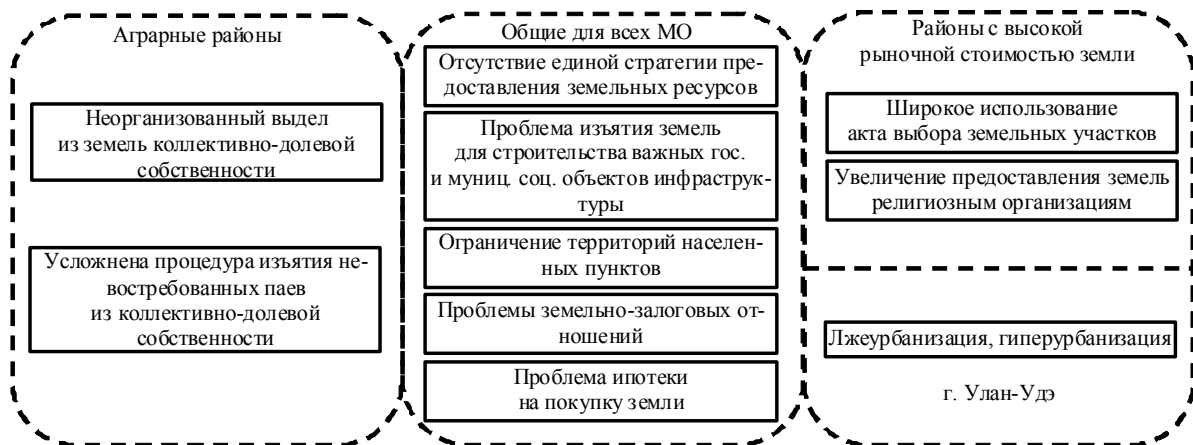 Аграрные районы
Неорганизованный выдел
из земель коллективно-долевой
собственности
Усложнена процедура изъятия не-
востребованных паев
из коллективно-долевой
собственности
Общие для всех МО
Отсутствие единой стратегии пре-
доставления земельных ресурсов
Проблема изъятия земель
для строительства важных гос.
и муниц. соц. объектов инфраструк-
туры
Ограничение территорий населен-
ных пунктов
Проблемы земельно-залоговых от-
ношений
Проблема ипотеки
на покупку земли
Районы с высокой
рыночной стоимостью земли
Широкое использование
акта выбора земельных участков
Увеличение предоставления земель
религиозным организациям
Лжеурбанизация, гиперурбанизация
г. Улан-Удэ